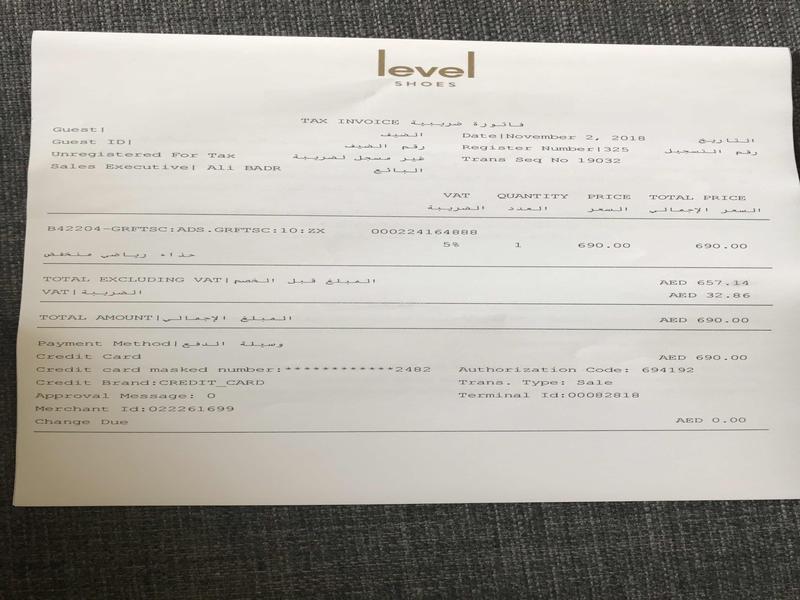 level
SHOES
TAX INVOICE فاتورة ضريبية
Guest| الضيف
Date|November 2, 2018 التاريخ
Guest ID| رقم الضيف
Register Number|325 رقم التسجيل
Unregistered For Tax غير مسجل لضريبة
Trans Seq No 19032
Sales Executive| Ali BADR البائع
VAT QUANTITY PRICE TOTAL PRICE
الضريبة العدد السعر السعر الإجمالي
B42204-GRFTSC:ADS.GRFTSC:10:ZX 000224164888
5% 1 690.00 690.00
حذاء رياضي منخفض
TOTAL EXCLUDING VAT|المبلغ قبل الخصم AED 657.14
VAT|الضريبة AED 32.86
TOTAL AMOUNT|المبلغ الإجمالي AED 690.00
Payment Method|وسيلة الدفع
Credit Card AED 690.00
Credit card masked number:************2482 Authorization Code: 694192
Credit Brand:CREDIT_CARD Trans. Type: Sale
Approval Message: 0 Terminal Id:00082818
Merchant Id:022261699
Change Due AED 0.00